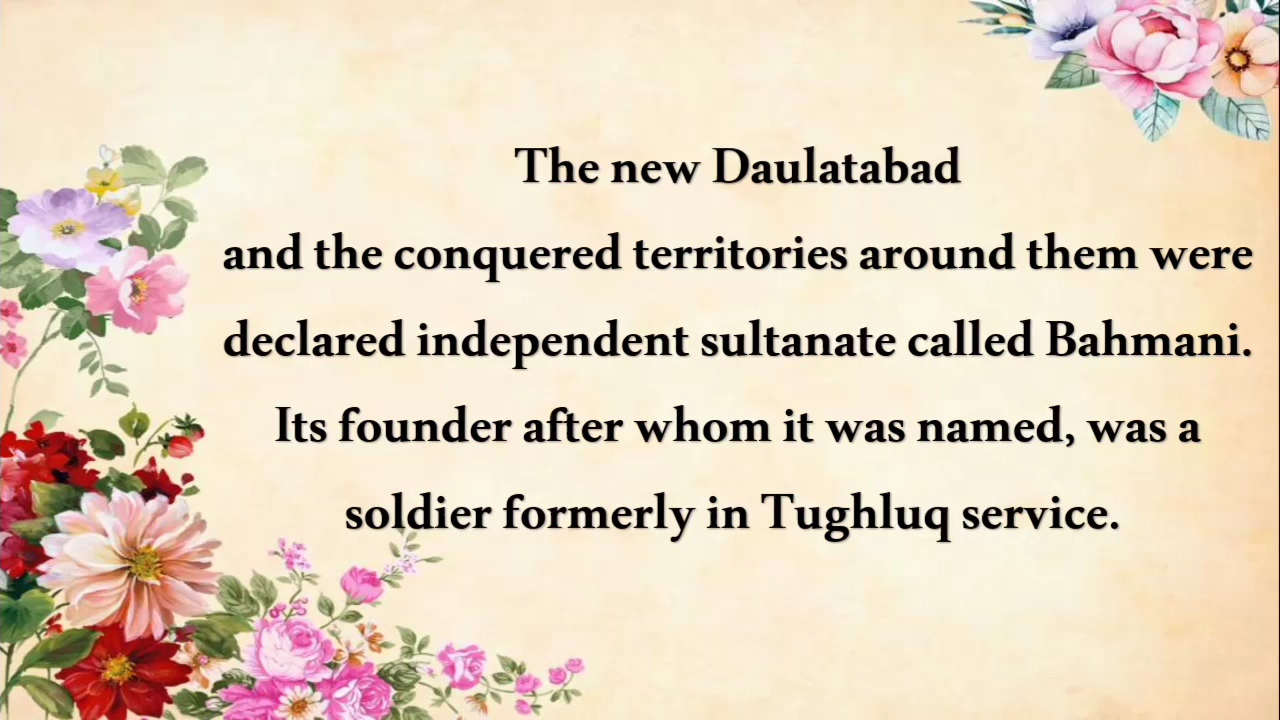 The new Daulatabad
and the conquered territories around them were
declared independent sultanate called Bahmani.
Its founder after whom it was named, was a
soldier formerly in Tughluq service.